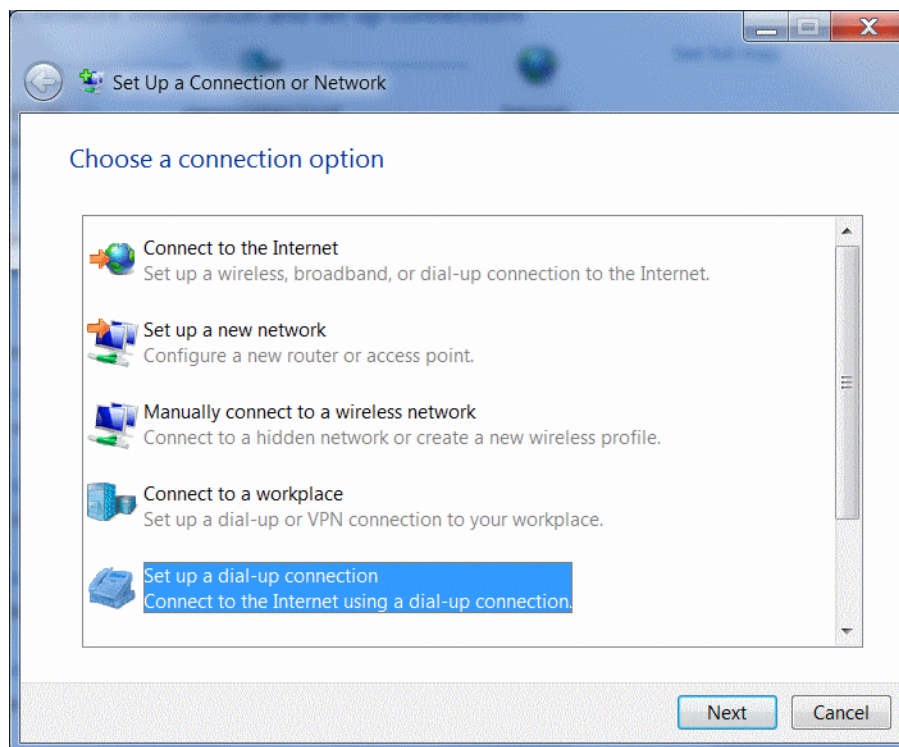 Set Up a Connection or Network
Choose a connection option
Connect to the Internet
Set up a wireless, broadband, or dial-up connection to the Internet.
Set up a new network
Configure a new router or access point.
Manually connect to a wireless network
Connect to a hidden network or create a new wireless profile.
Connect to a workplace
Set up a dial-up or VPN connection to your workplace.
Set up a dial-up connection
Connect to the Internet using a dial-up connection.
Next
Cancel